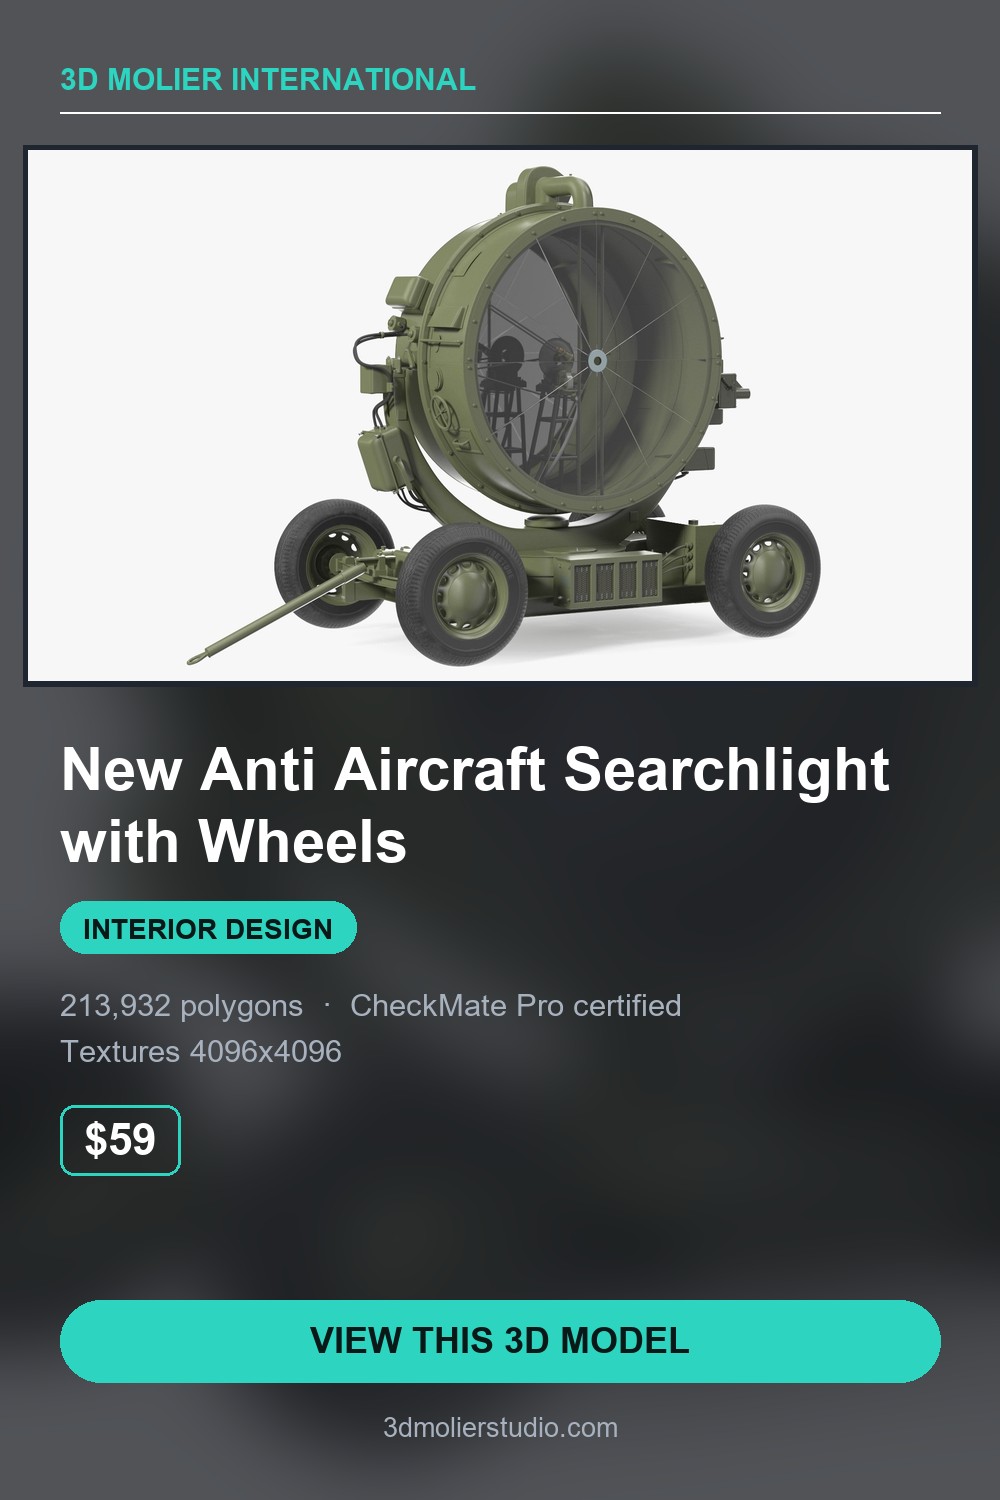 3D MOLIER INTERNATIONAL
New Anti Aircraft Searchlight
with Wheels
INTERIOR DESIGN
213,932 polygons · CheckMate Pro certified
Textures 4096x4096
$59
VIEW THIS 3D MODEL
3dmolierstudio.com